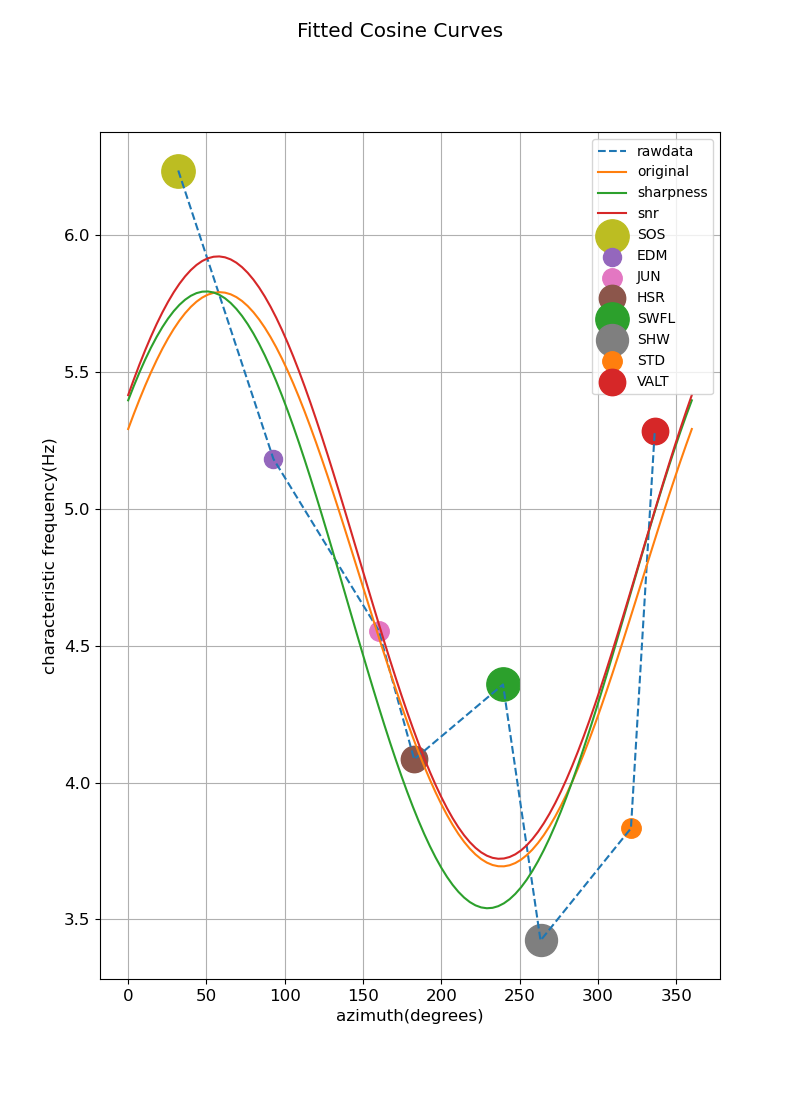 Fitted Cosine Curves
rawdata
original
sharpness
snr
SOS
EDM
JUN
HSR
SWFL
SHW
STD
VALT
6.0
5.5
5.0
4.5
4.0
3.5
characteristic frequency(Hz)
0 50 100 150 200 250 300 350
azimuth(degrees)